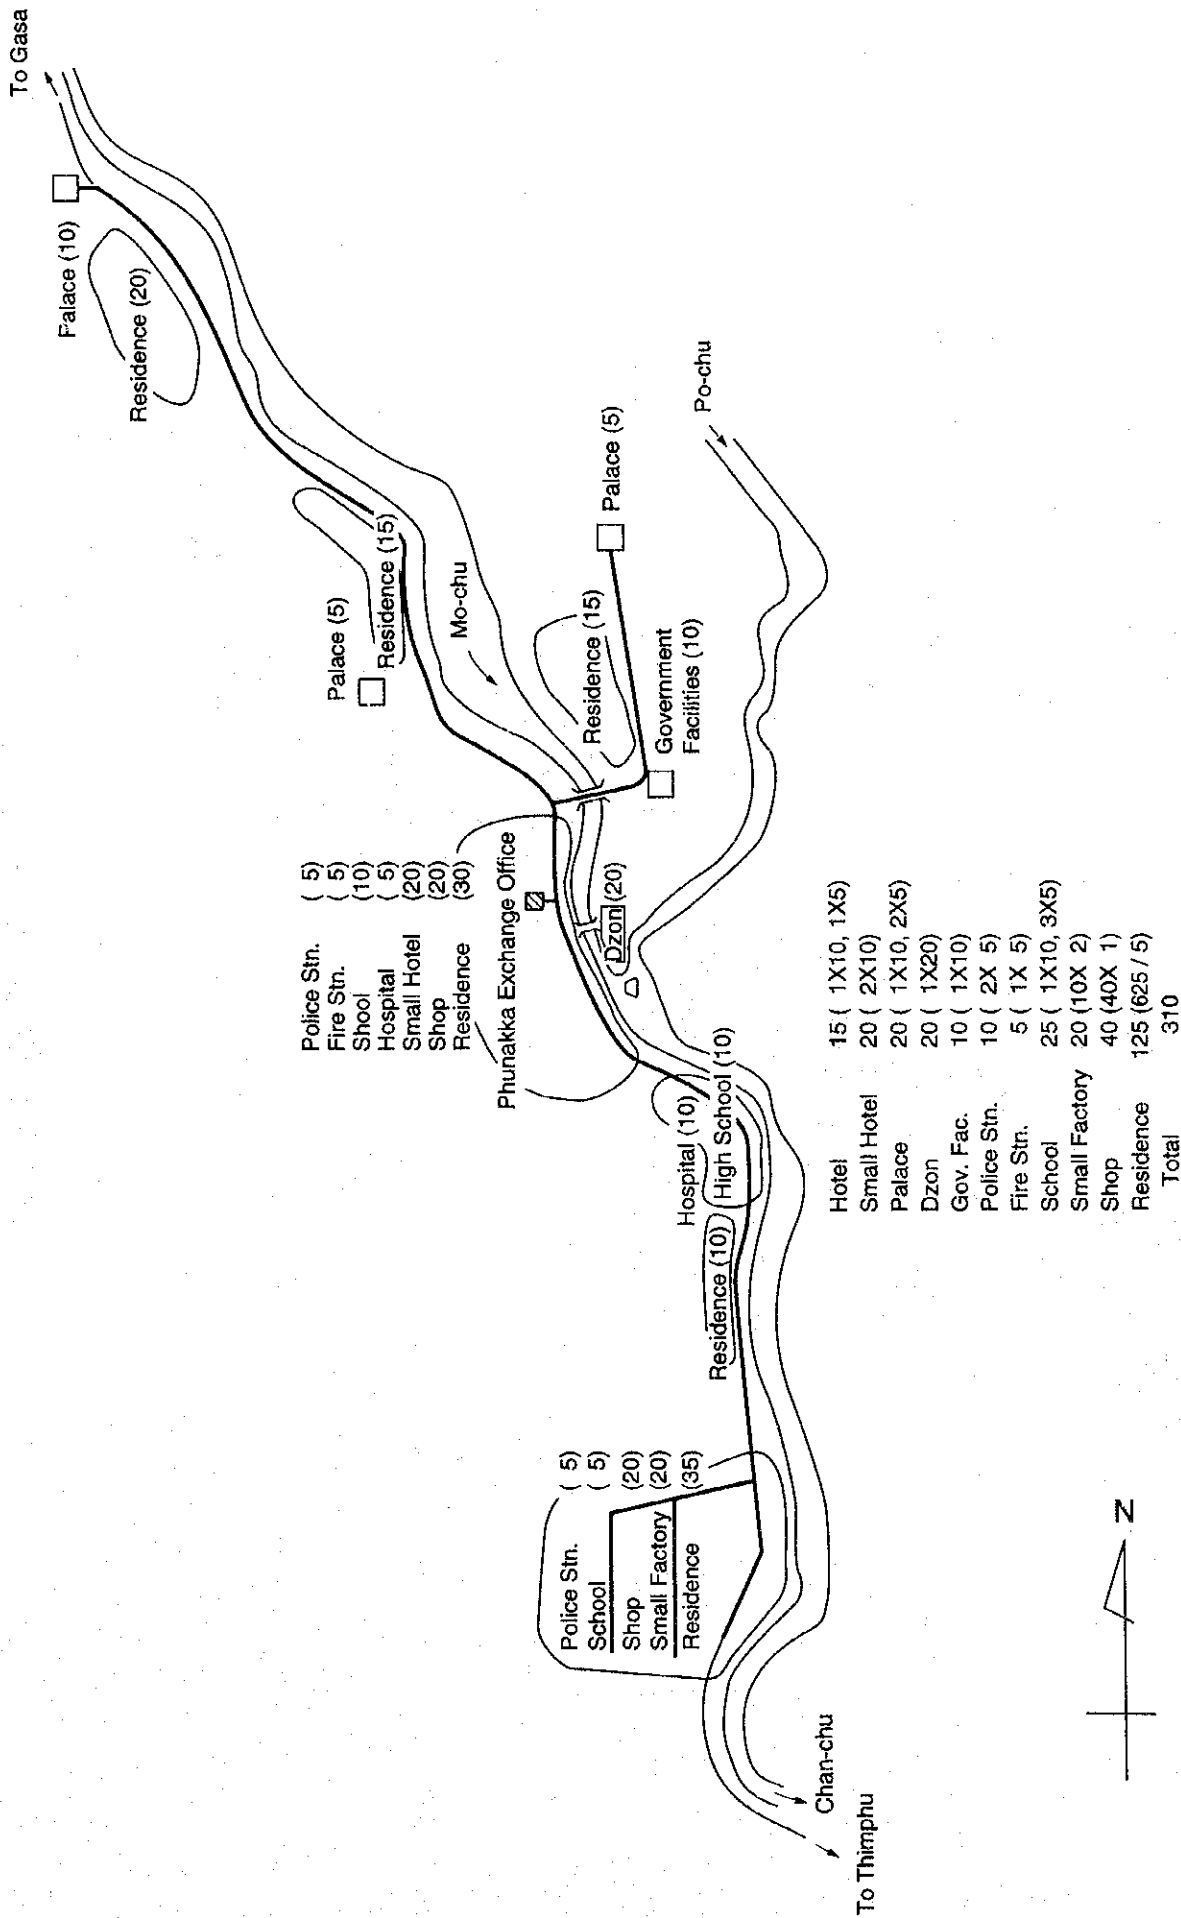 To Gasa
Palace (10)
Residence (20)
Palace (5)
Residence (15)
Mo-chu
Palace (5)
Residence (15)
Government
Facilities (10)
Po-chu
Police Stn. ( 5)
Fire Stn. ( 5)
Shool (10)
Hospital ( 5)
Small Hotel (20)
Shop (20)
Residence (30)
Phunakka Exchange Office
Dzon (20)
Hospital (10)
High School (10)
Residence (10)
Police Stn. ( 5)
School ( 5)
Shop (20)
Small Factory (20)
Residence (35)
Chan-chu
To Thimphu
Hotel 15 ( 1X10, 1X5)
Small Hotel 20 ( 2X10)
Palace 20 ( 1X10, 2X5)
Dzon 20 ( 1X20)
Gov. Fac. 10 ( 1X10)
Police Stn. 10 ( 2X 5)
Fire Stn. 5 ( 1X 5)
School 25 ( 1X10, 3X5)
Small Factory 20 (10X 2)
Shop 40 (40X 1)
Residence 125 (625 / 5)
Total 310
N